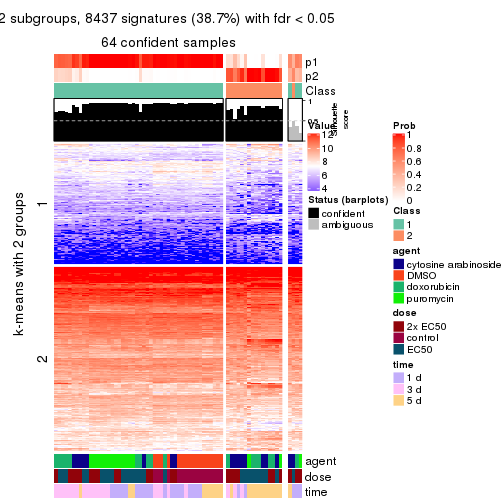 2 subgroups, 8437 signatures (38.7%) with fdr < 0.05
64 confident samples
p1
p2
Class
1
Silhouette
score
k-means with 2 groups
1
2
agent
dose
time
Value
12
10
8
6
4
Status (barplots)
confident
ambiguous
Prob
1
0.8
0.6
0.4
0.2
0
Class
1
2
agent
cytosine arabinoside
DMSO
doxorubicin
puromycin
dose
2x EC50
control
EC50
time
1 d
3 d
5 d